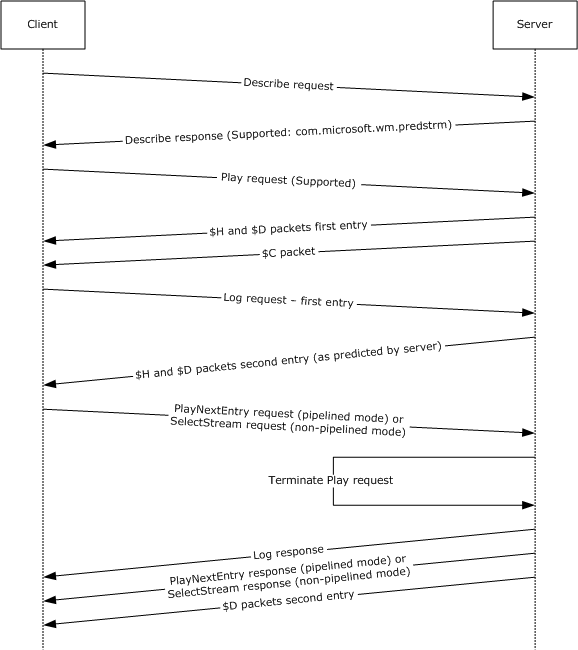 Client
Server
Describe request
Describe response (Supported: com.microsoft.wm.predstrm)
Play request (Supported)
$H and $D packets first entry
$C packet
Log request – first entry
$H and $D packets second entry (as predicted by server)
PlayNextEntry request (pipelined mode) or
SelectStream request (non-pipelined mode)
Terminate Play request
Log response
PlayNextEntry response (pipelined mode) or
SelectStream response (non-pipelined mode)
$D packets second entry